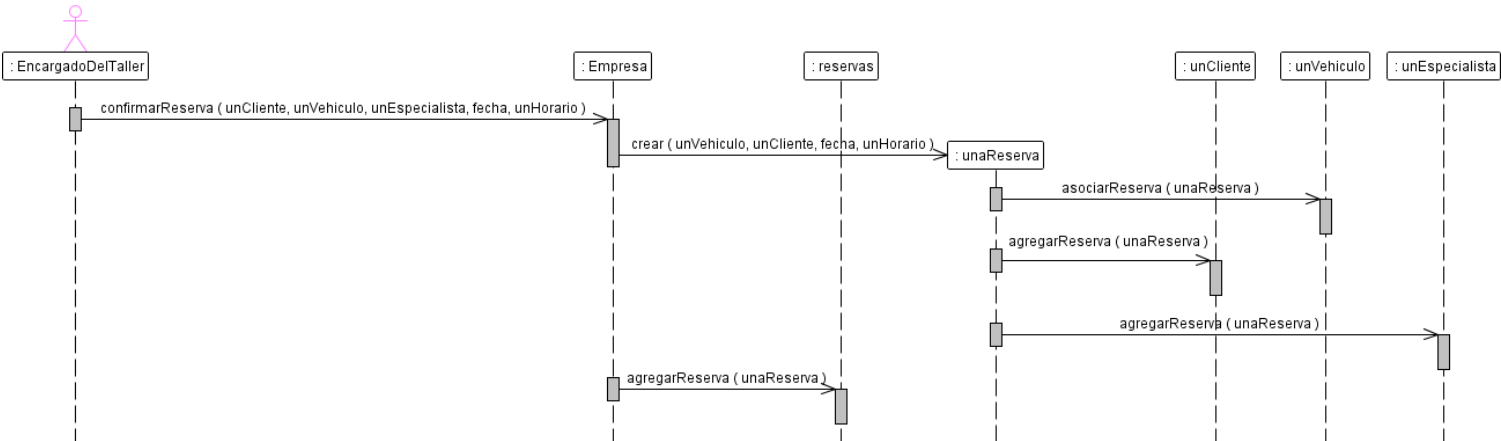 : EncargadoDelTaller
: Empresa
: reservas
: unCliente
: unVehiculo
: unEspecialista
confirmarReserva ( unCliente, unVehiculo, unEspecialista, fecha, unHorario )
crear ( unVehiculo, unCliente, fecha, unHorario )
: unaReserva
asociarReserva ( unaReserva )
agregarReserva ( unaReserva )
agregarReserva ( unaReserva )
agregarReserva ( unaReserva )